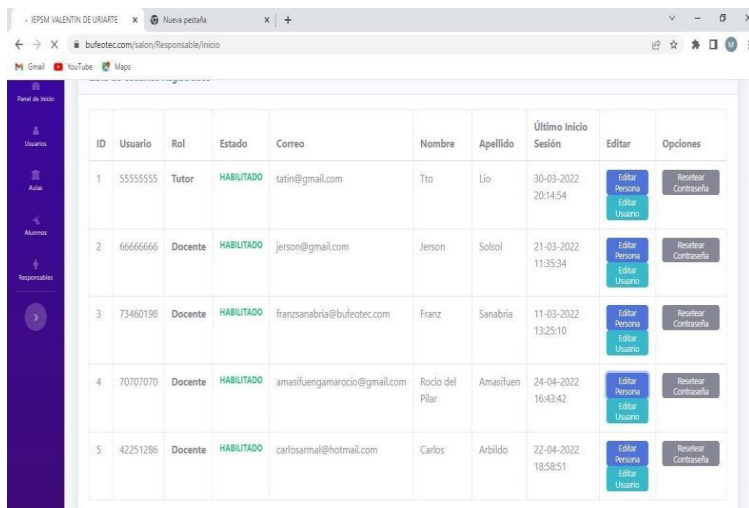 IEPSM VALENTIN DE URIARTE
Nueva pestaña
bufeotec.com/salon/Responsable/inicio
Gmail YouTube Maps
Panel de Inicio
Usuarios
Aulas
Alumnos
Responsables
Lista de Usuarios Registrados
ID Usuario Rol Estado Correo Nombre Apellido Último Inicio Sesión Editar Opciones
1 55555555 Tutor HABILITADO tatin@gmail.com Tto Lio 30-03-2022
20:14:54
Editar Persona
Editar Usuario
Resetear Contraseña
2 66666666 Docente HABILITADO jerson@gmail.com Jerson Solsol 21-03-2022
11:35:34
Editar Persona
Editar Usuario
Resetear Contraseña
3 73460198 Docente HABILITADO franzsanabria@bufeotec.com Franz Sanabria 11-03-2022
13:25:10
Editar Persona
Editar Usuario
Resetear Contraseña
4 70707070 Docente HABILITADO amasifuengamarocio@gmail.com Rocio del Pilar Amasifuen 24-04-2022
16:43:42
Editar Persona
Editar Usuario
Resetear Contraseña
5 42251286 Docente HABILITADO carlosarmal@hotmail.com Carlos Arbildo 22-04-2022
18:58:51
Editar Persona
Editar Usuario
Resetear Contraseña